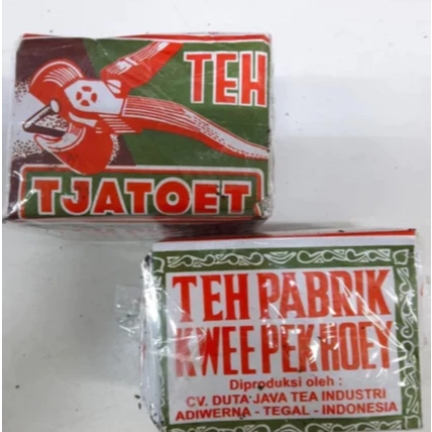 TEH
TJATOET
TEH PABRIK
KWEE PEK HOEY
Diproduksi oleh :
CV. DUTA JAVA TEA INDUSTRI
ADIWERNA - TEGAL - INDONESIA